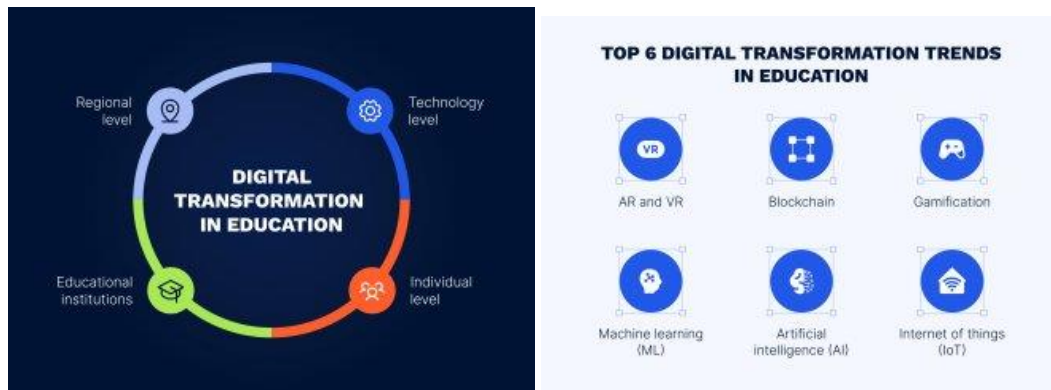 Regional
level
Technology
level
DIGITAL
TRANSFORMATION
IN EDUCATION
Educational
institutions
Individual
level
TOP 6 DIGITAL TRANSFORMATION TRENDS
IN EDUCATION
VR
AR and VR
Blockchain
Gamification
Machine learning
(ML)
Artificial
intelligence (AI)
Internet of things
(IoT)